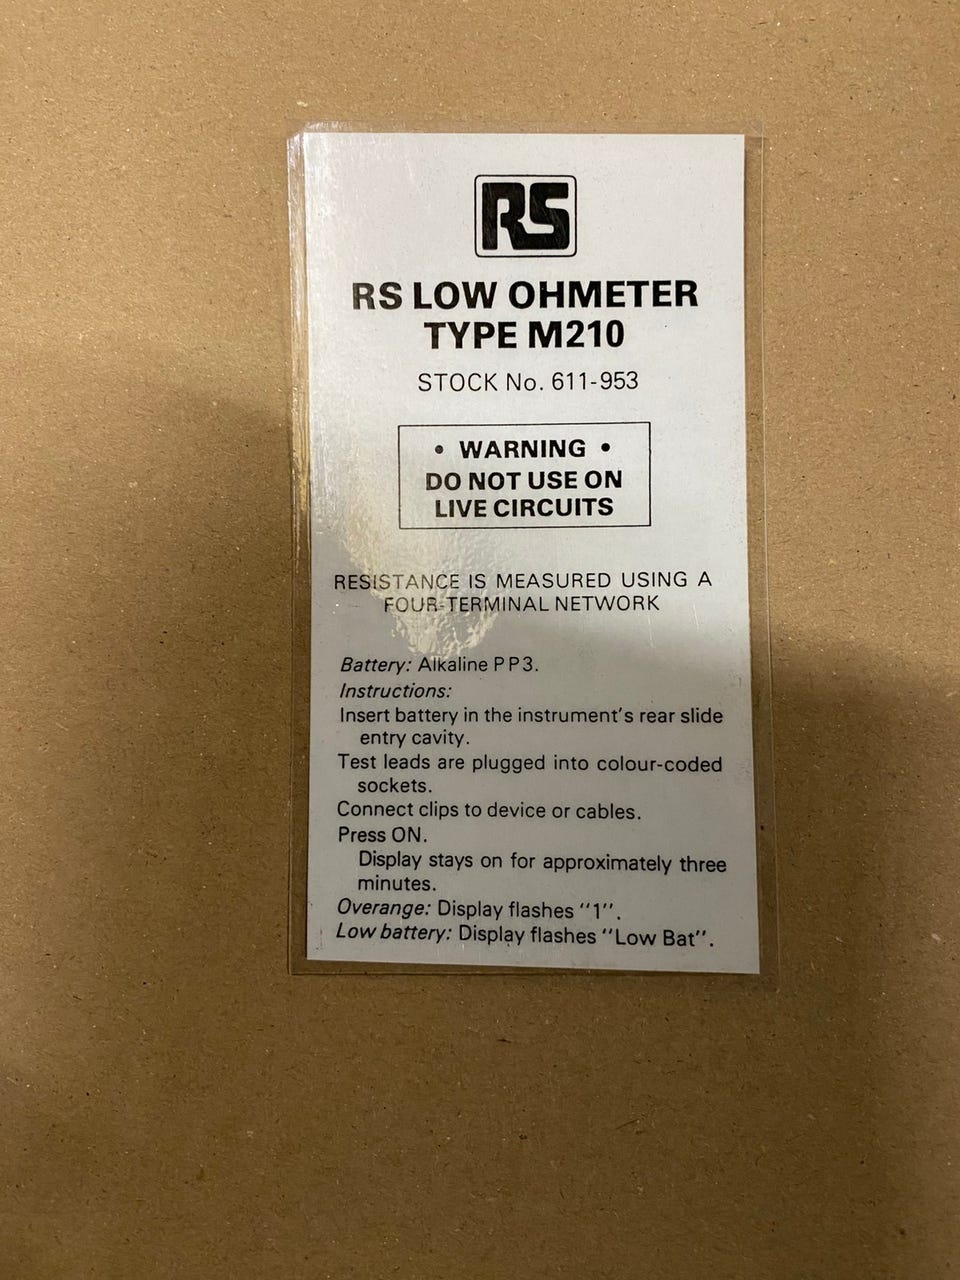 RS
RS LOW OHMETER
TYPE M210
STOCK No. 611-953
• WARNING •
DO NOT USE ON
LIVE CIRCUITS
RESISTANCE IS MEASURED USING A
FOUR-TERMINAL NETWORK
Battery: Alkaline PP3.
Instructions:
Insert battery in the instrument's rear slide
entry cavity.
Test leads are plugged into colour-coded
sockets.
Connect clips to device or cables.
Press ON.
Display stays on for approximately three
minutes.
Overange: Display flashes "1".
Low battery: Display flashes "Low Bat".